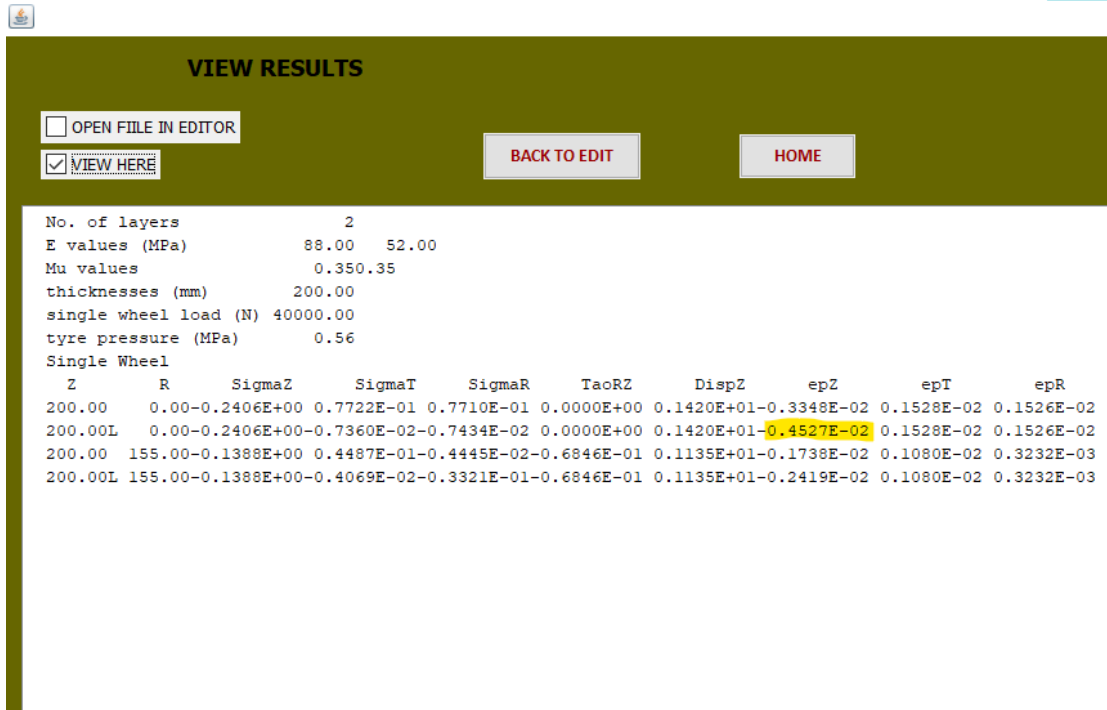 VIEW RESULTS
OPEN FIILE IN EDITOR
VIEW HERE
BACK TO EDIT
HOME
No. of layers 2
E values (MPa) 88.00 52.00
Mu values 0.350.35
thicknesses (mm) 200.00
single wheel load (N) 40000.00
tyre pressure (MPa) 0.56
Single Wheel
Z R SigmaZ SigmaT SigmaR TaoRZ DispZ epZ epT epR
200.00 0.00-0.2406E+00 0.7722E-01 0.7710E-01 0.0000E+00 0.1420E+01-0.3348E-02 0.1528E-02 0.1526E-02
200.00L 0.00-0.2406E+00-0.7360E-02-0.7434E-02 0.0000E+00 0.1420E+01-0.4527E-02 0.1528E-02 0.1526E-02
200.00 155.00-0.1388E+00 0.4487E-01-0.4445E-02-0.6846E-01 0.1135E+01-0.1738E-02 0.1080E-02 0.3232E-03
200.00L 155.00-0.1388E+00-0.4069E-02-0.3321E-01-0.6846E-01 0.1135E+01-0.2419E-02 0.1080E-02 0.3232E-03